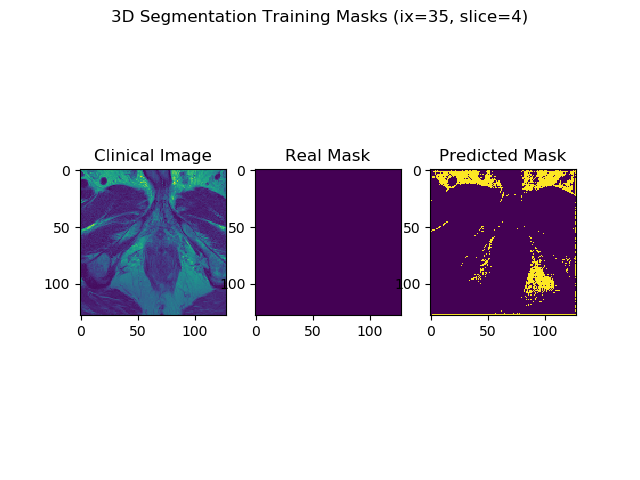 3D Segmentation Training Masks (ix=35, slice=4)
Clinical Image Real Mask Predicted Mask
0 0 0
50 50 50
100 100 100
0 50 100 0 50 100 0 50 100